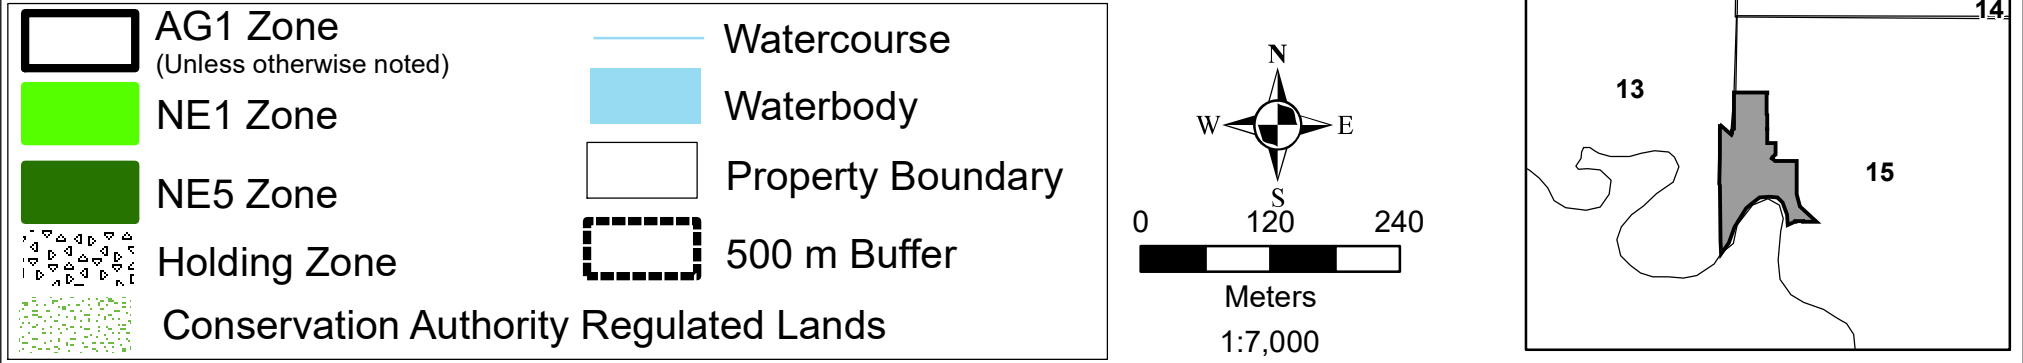 AG1 Zone
(Unless otherwise noted)
NE1 Zone
NE5 Zone
Holding Zone
Conservation Authority Regulated Lands
Watercourse
Waterbody
Property Boundary
500 m Buffer
N
W E
S
0 120 240
Meters
1:7,000
14
13
15